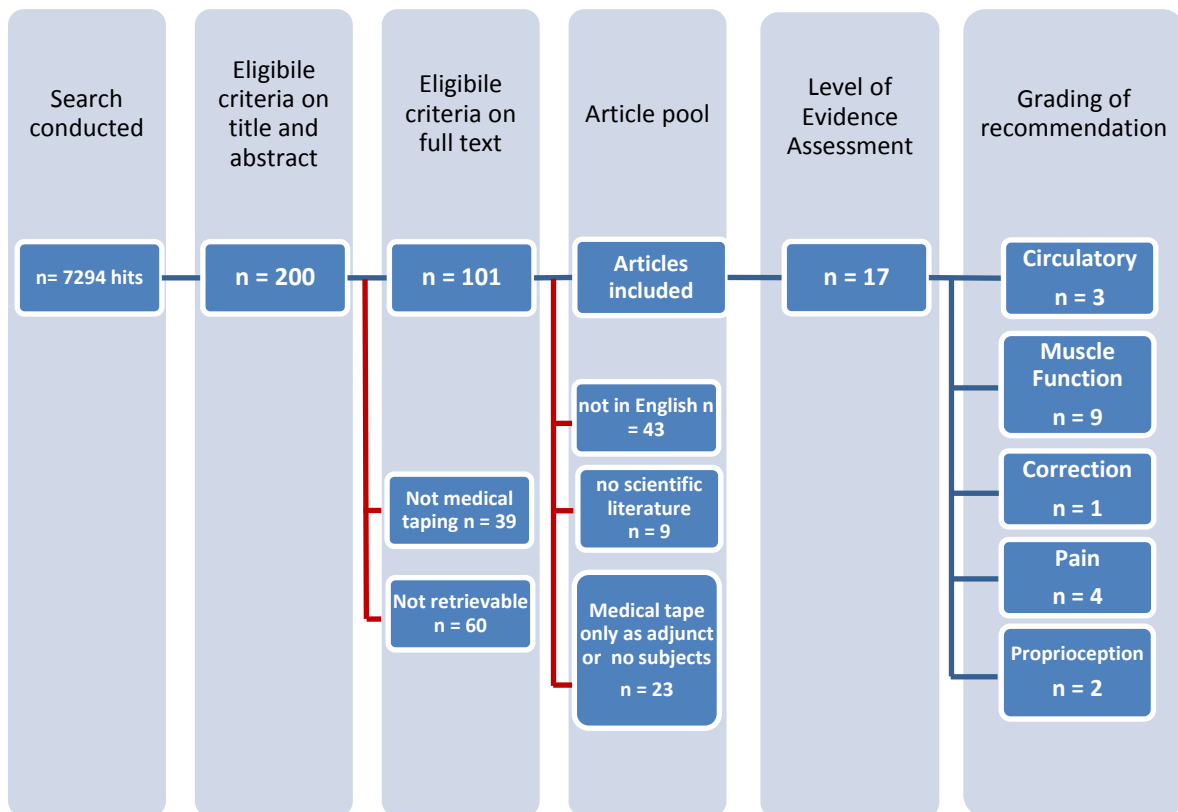 Search
conducted
Eligibile
criteria on
title and
abstract
Eligibile
criteria on
full text
Article pool
Level of
Evidence
Assessment
Grading of
recommendation
n= 7294 hits
n = 200
n = 101
Articles
included
n = 17
Circulatory
n = 3
Muscle
Function
n = 9
Correction
n = 1
Pain
n = 4
Proprioception
n = 2
Not medical
taping n = 39
Not retrievable
n = 60
not in English n
= 43
no scientific
literature
n = 9
Medical tape
only as adjunct
or no subjects
n = 23